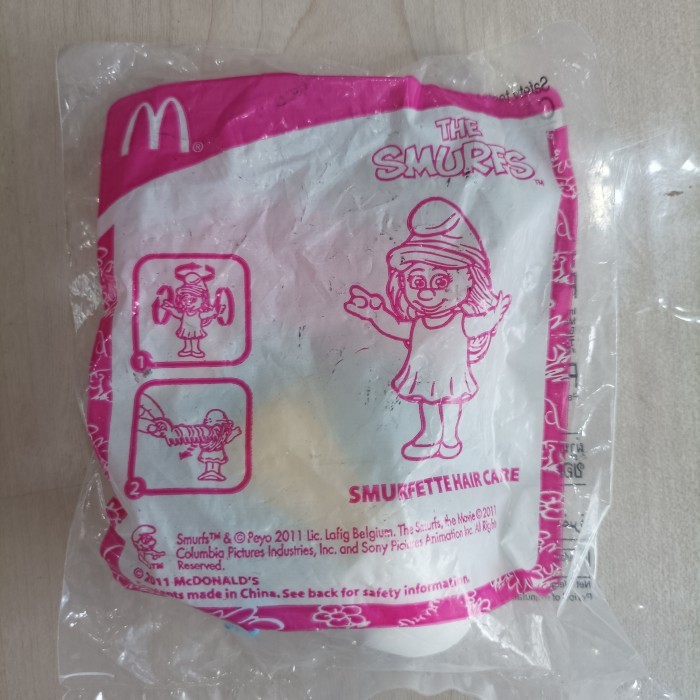 M®
THE
SMURFS™
1
2
SMURFETTE HAIR CARE
Smurfs™ & © Peyo 2011 Lic. Lafig Belgium. The Smurfs, the Movie © 2011
Columbia Pictures Industries, Inc. and Sony Pictures Animation Inc. All Rights
Reserved.
TM
© 2011 McDONALD'S
made in China. See back for safety information.